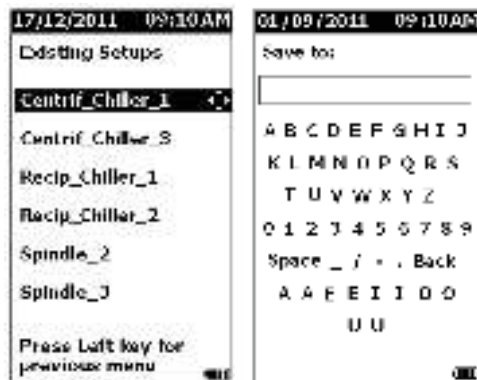 17/12/2011 09:10AM
Existing Setups
Centrif_Chiller_1
Centrif_Chiller_3
Recip_Chiller_1
Recip_Chiller_2
Spindle_2
Spindle_3
Press Left key for
previous menu
01/09/2011 09:10AM
Save to:
A B C D E F G H I J
K L M N O P Q R S
T U V W X Y Z
0 1 2 3 4 5 6 7 8 9
Space _ / - . Back